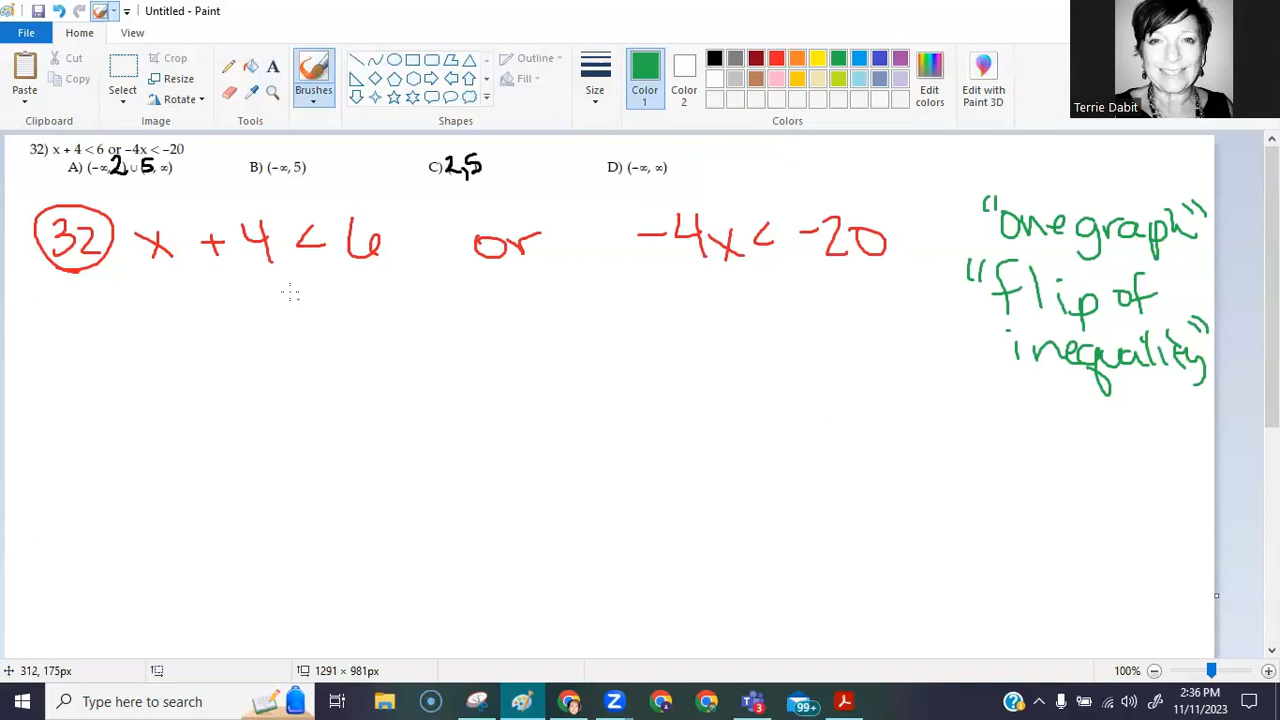 Untitled - Paint
File Home View
Paste
Cut
Copy
Clipboard
Select
Crop
Resize
Rotate
Image
Tools
Brushes
Shapes
Outline
Fill
Size
Color 1
Color 2
Edit colors
Edit with Paint 3D
Colors
Terrie Dabit
32) x + 4 < 6 or -4x < -20
A) (-∞, 2) ∪ (5, ∞) B) (-∞, 5) C) 2,5 D) (-∞, ∞)
32 x + 4 < 6 or -4x < -20
"one graph"
"flip of
inequality"
312, 175px
1291 × 981px
100%
Type here to search
3
99+
2:36 PM
11/11/2023